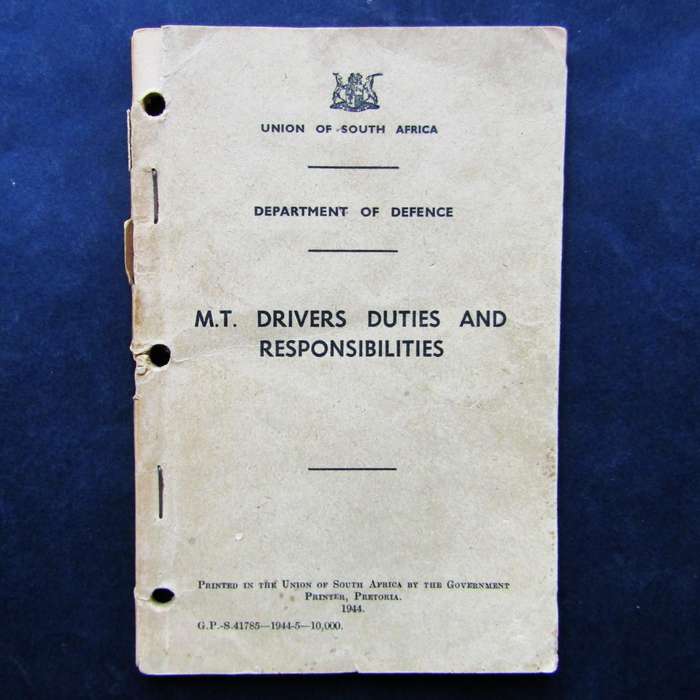 UNION OF SOUTH AFRICA
DEPARTMENT OF DEFENCE
M.T. DRIVERS DUTIES AND
RESPONSIBILITIES
PRINTED IN THE UNION OF SOUTH AFRICA BY THE GOVERNMENT
PRINTER, PRETORIA.
1944.
G.P.-S.41785—1944-5—10,000.